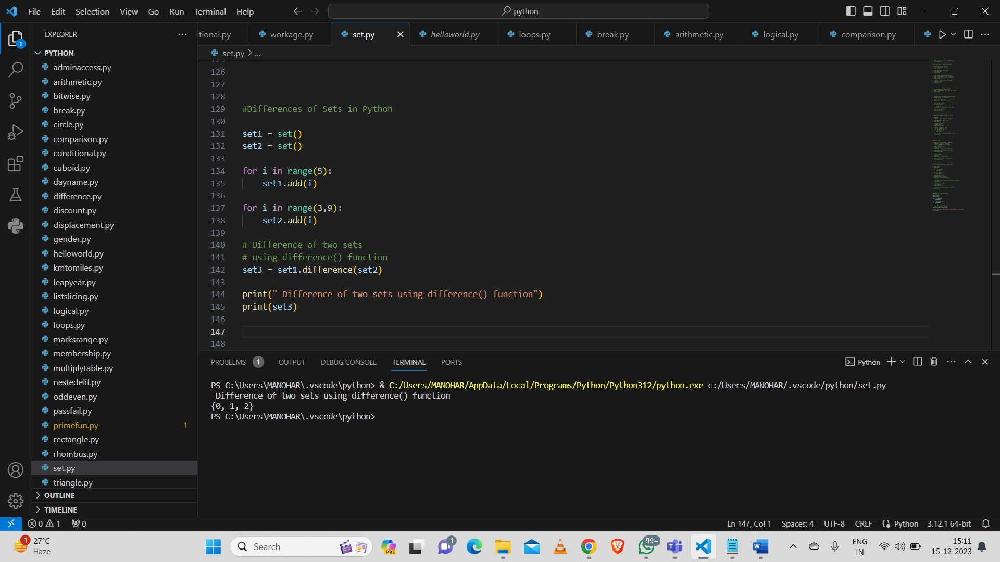 File Edit Selection View Go Run Terminal Help
python
EXPLORER
itional.py workage.py set.py helloworld.py loops.py break.py arithmetic.py logical.py comparison.py
set.py > ...
PYTHON
adminaccess.py
arithmetic.py
bitwise.py
break.py
circle.py
comparison.py
conditional.py
cuboid.py
dayname.py
difference.py
discount.py
displacement.py
gender.py
helloworld.py
kmtomiles.py
leapyear.py
listslicing.py
logical.py
loops.py
marksrange.py
membership.py
multiplytable.py
nestedelif.py
oddeven.py
passfail.py
primefun.py 1
rectangle.py
rhombus.py
set.py
triangle.py
OUTLINE
TIMELINE
125
126
127
128
129 #Differences of Sets in Python
130
131 set1 = set()
132 set2 = set()
133
134 for i in range(5):
135     set1.add(i)
136
137 for i in range(3,9):
138     set2.add(i)
139
140 # Difference of two sets
141 # using difference() function
142 set3 = set1.difference(set2)
143
144 print(" Difference of two sets using difference() function")
145 print(set3)
146
147
148
PROBLEMS 1 OUTPUT DEBUG CONSOLE TERMINAL PORTS
Python
PS C:\Users\MANOHAR\.vscode\python> & C:/Users/MANOHAR/AppData/Local/Programs/Python/Python312/python.exe c:/Users/MANOHAR/.vscode/python/set.py
 Difference of two sets using difference() function
{0, 1, 2}
PS C:\Users\MANOHAR\.vscode\python>
0 1 0
Ln 147, Col 1 Spaces: 4 UTF-8 CRLF Python 3.12.1 64-bit
1 27°C
Haze
Search
PRE
1
99+
ENG
IN
15:11
15-12-2023